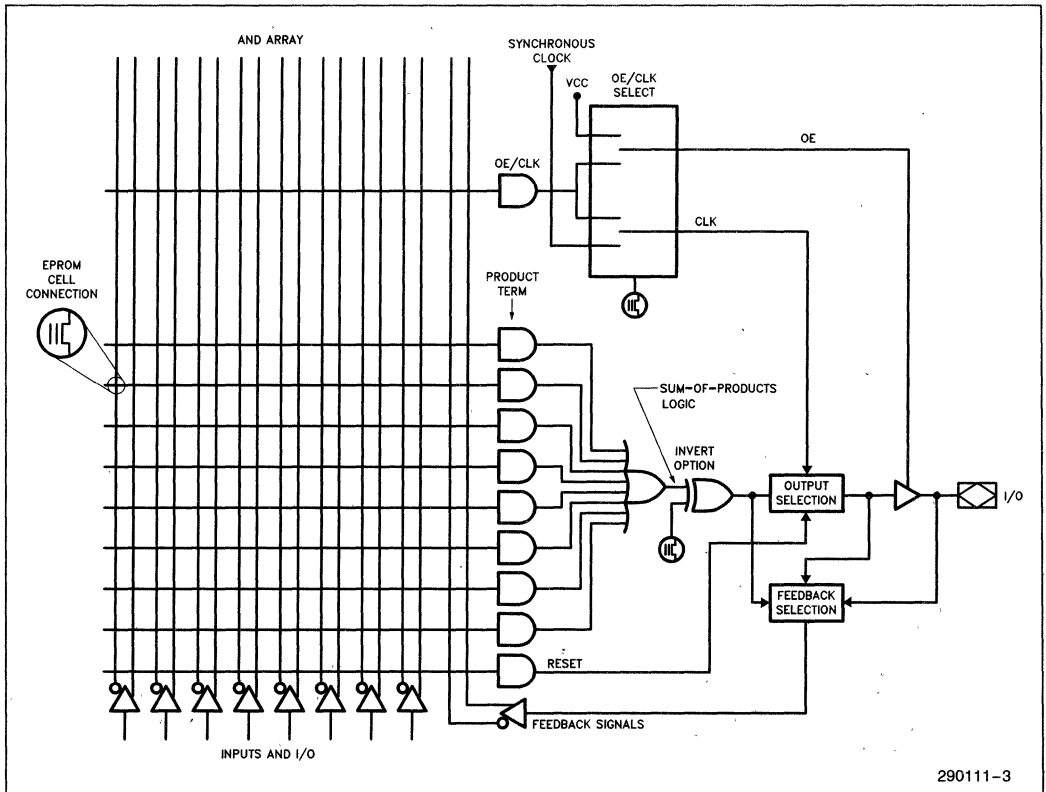 AND ARRAY
SYNCHRONOUS
CLOCK
VCC
OE/CLK
SELECT
OE
OE/CLK
CLK
EPROM
CELL
CONNECTION
PRODUCT
TERM
SUM-OF-PRODUCTS
LOGIC
INVERT
OPTION
OUTPUT
SELECTION
I/O
FEEDBACK
SELECTION
RESET
FEEDBACK SIGNALS
INPUTS AND I/O
290111-3